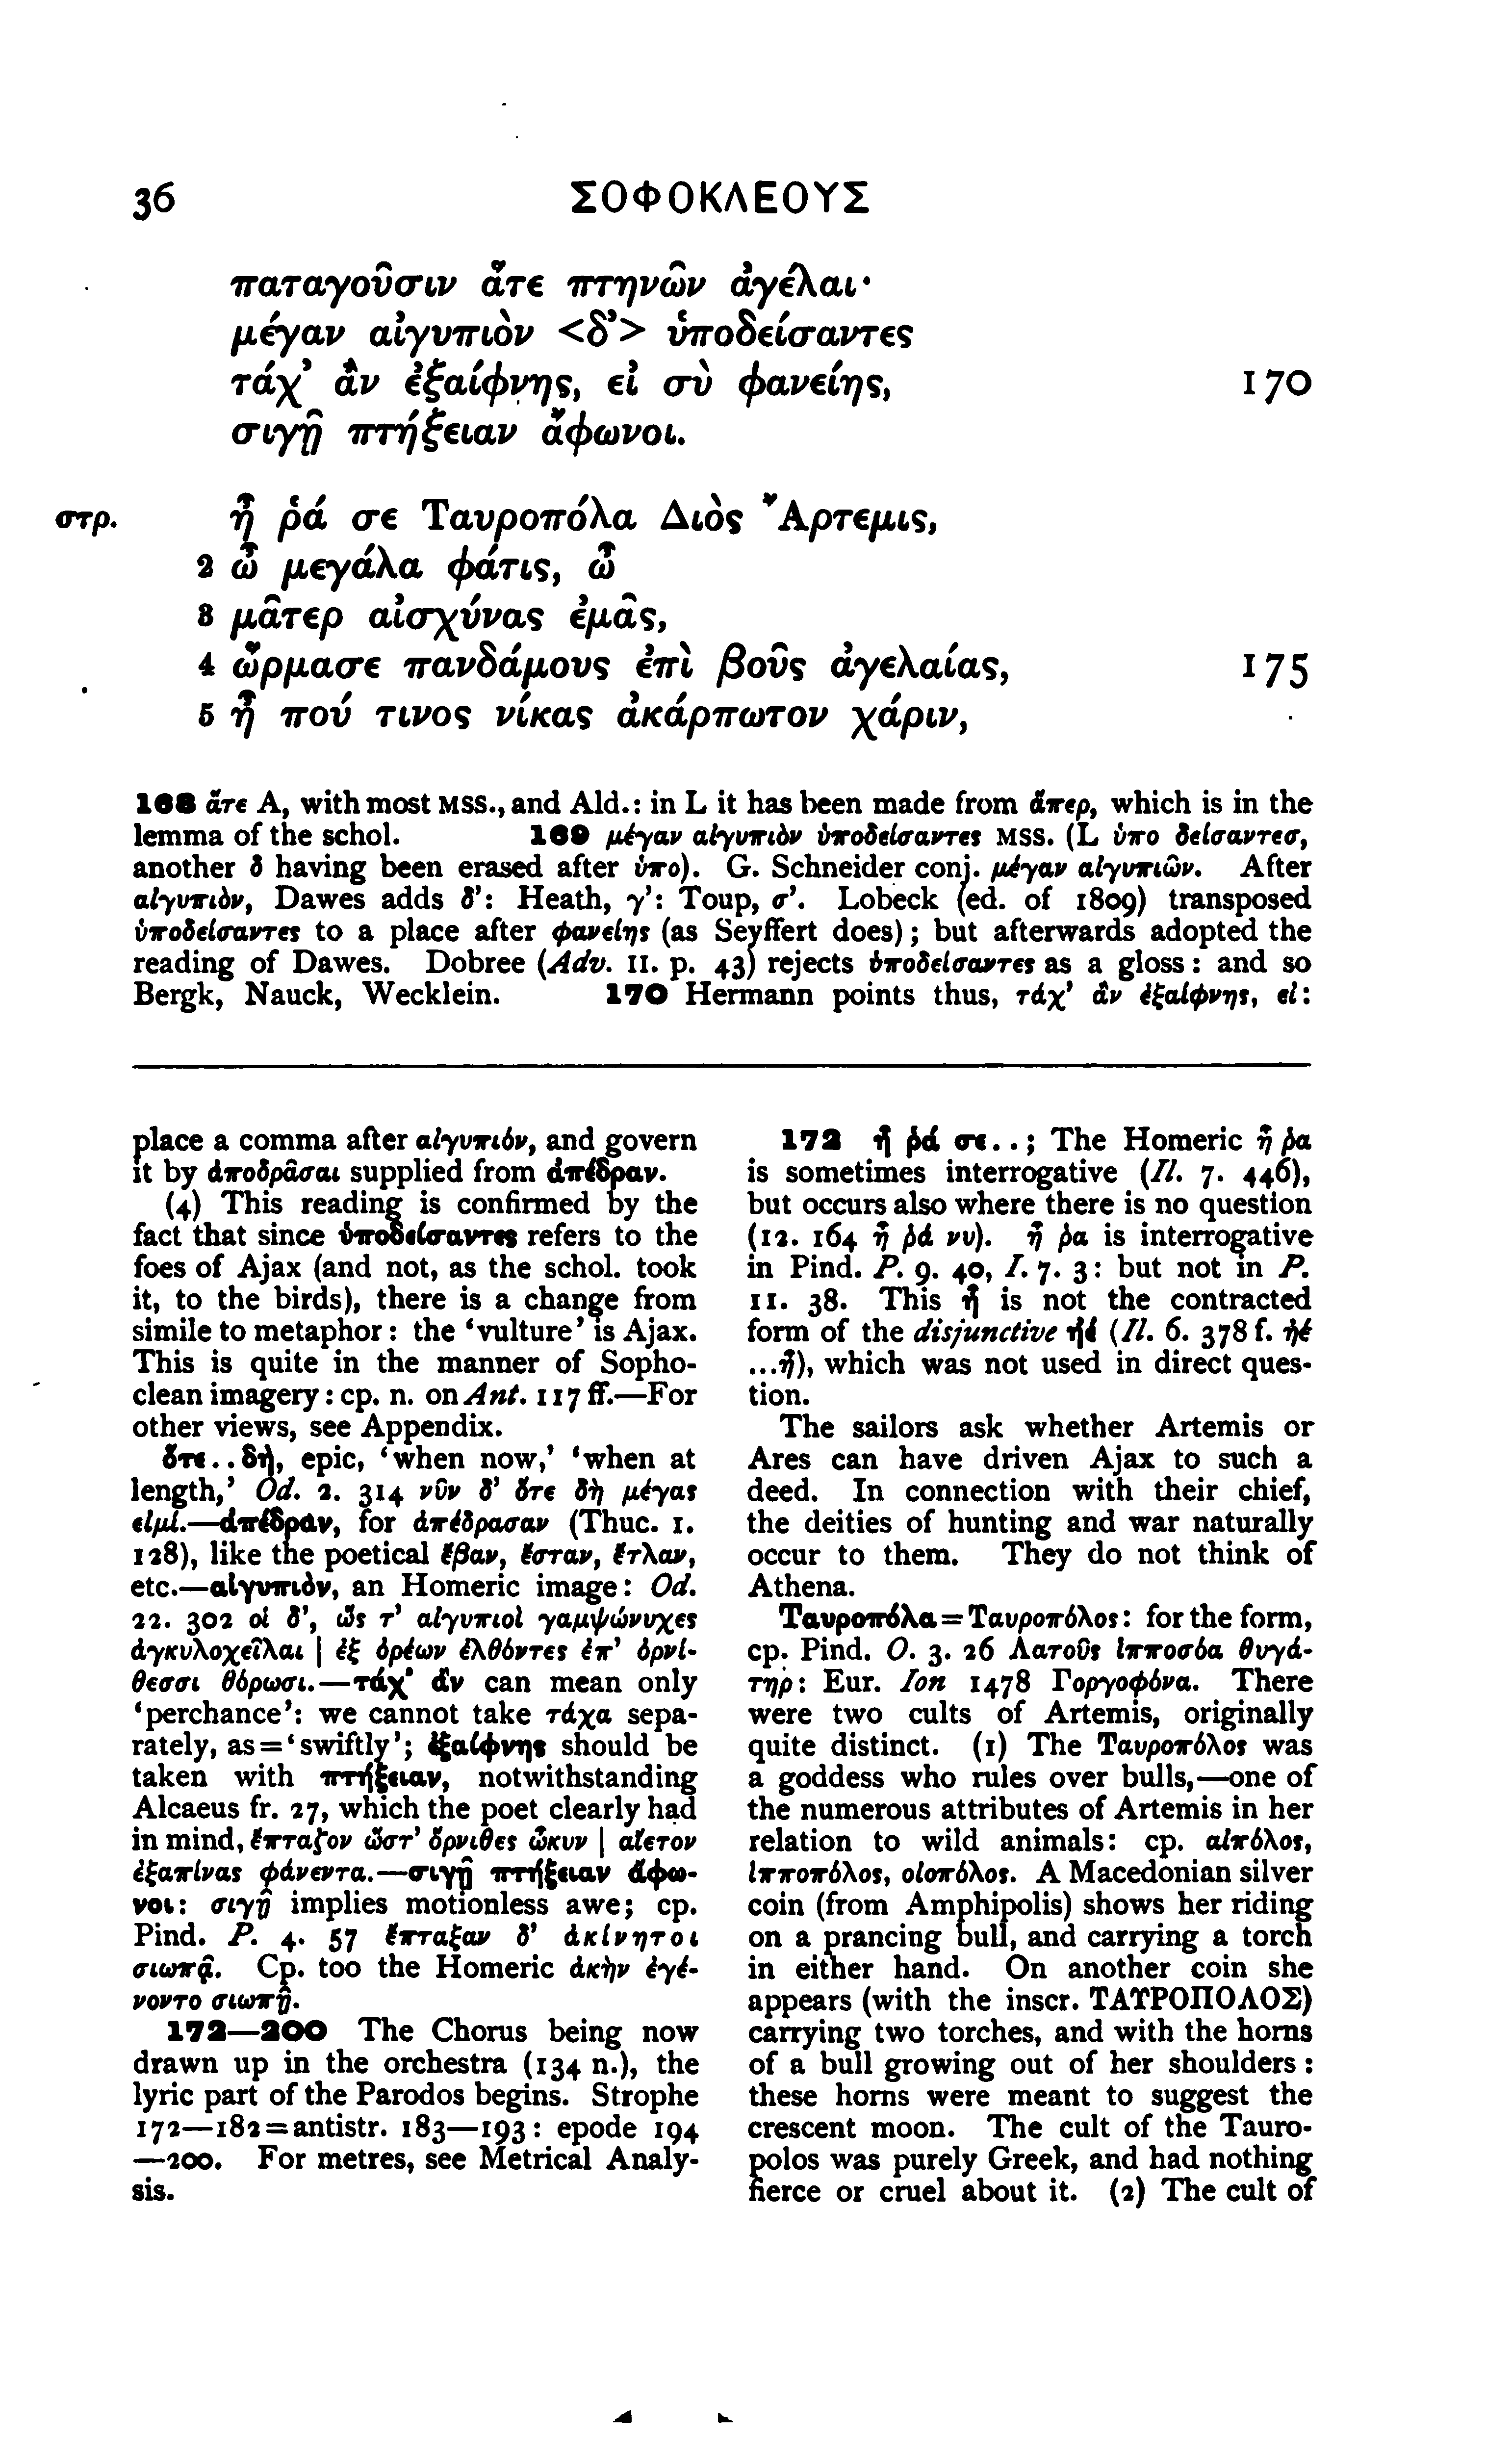 36 ΣΟΦΟΚΛΕΟΥΣ
παταγοῦσιν ἅτε πτηνῶν ἀγέλαι·
μέγαν αἰγυπιὸν <δ’> ὑποδείσαντες
τάχ’ ἂν ἐξαίφνης, εἰ σὺ φανείης, 170
σιγῇ πτήξειαν ἄφωνοι.
στρ. ἦ ῥά σε Ταυροπόλα Διὸς Ἄρτεμις,
2 ὦ μεγάλα φάτις, ὦ
3 μᾶτερ αἰσχύνας ἐμᾶς,
4 ὥρμασε πανδάμους ἐπὶ βοῦς ἀγελαίας, 175
5 ἦ πού τινος νίκας ἀκάρπωτον χάριν,
168 ἅτε A, with most MSS., and Ald.: in L it has been made from ἅπερ, which is in the
lemma of the schol. 169 μέγαν αἰγυπιὸν ὑποδείσαντες MSS. (L ὑπο δείσαντεσ,
another δ having been erased after ὑπο). G. Schneider conj. μέγαν αἰγυπιῶν. After
αἰγυπιὸν, Dawes adds δ’: Heath, γ’: Toup, σ’. Lobeck (ed. of 1809) transposed
ὑποδείσαντες to a place after φανείης (as Seyffert does); but afterwards adopted the
reading of Dawes. Dobree (Adv. II. p. 43) rejects ὑποδείσαντες as a gloss: and so
Bergk, Nauck, Wecklein. 170 Hermann points thus, τάχ’ ἂν ἐξαίφνης, εἰ:
place a comma after αἰγυπιόν, and govern
it by ἀποδρᾶσαι supplied from ἀπέδραν.
(4) This reading is confirmed by the
fact that since ὑποδείσαντες refers to the
foes of Ajax (and not, as the schol. took
it, to the birds), there is a change from
simile to metaphor: the ‘vulture’ is Ajax.
This is quite in the manner of Sopho-
clean imagery: cp. n. on Ant. 117 ff.—For
other views, see Appendix.
ὅτε..δὴ, epic, ‘when now,’ ‘when at
length,’ Od. 2. 314 νῦν δ’ ὅτε δὴ μέγας
εἰμί.—ἀπέδραν, for ἀπέδρασαν (Thuc. 1.
128), like the poetical ἔβαν, ἔσταν, ἔτλαν,
etc.—αἰγυπιὸν, an Homeric image: Od.
22. 302 οἱ δ’, ὥς τ’ αἰγυπιοὶ γαμψώνυχες
ἀγκυλοχεῖλαι | ἐξ ὀρέων ἐλθόντες ἐπ’ ὀρνί-
θεσσι θόρωσι.—τάχ’ ἂν can mean only
‘perchance’: we cannot take τάχα sepa-
rately, as=‘swiftly’; ἐξαίφνης should be
taken with πτήξειαν, notwithstanding
Alcaeus fr. 27, which the poet clearly had
in mind, ἔπταζον ὥστ’ ὄρνιθες ὦκυν | αἴετον
ἐξαπίνας φάνεντα.—σιγῇ πτήξειαν ἄφω-
νοι: σιγῇ implies motionless awe; cp.
Pind. P. 4. 57 ἔπταξαν δ’ ἀκίνητοι
σιωπᾷ. Cp. too the Homeric ἀκὴν ἐγέ-
νοντο σιωπῇ.
172—200 The Chorus being now
drawn up in the orchestra (134 n.), the
lyric part of the Parodos begins. Strophe
172—182=antistr. 183—193: epode 194
—200. For metres, see Metrical Analy-
sis.
172 ἦ ῥά σε..; The Homeric ἦ ῥα
is sometimes interrogative (Il. 7. 446),
but occurs also where there is no question
(12. 164 ἦ ῥά νυ). ἦ ῥα is interrogative
in Pind. P. 9. 40, I. 7. 3: but not in P.
11. 38. This ἦ is not the contracted
form of the disjunctive ἠέ (Il. 6. 378 f. ἠέ
...ἦ), which was not used in direct ques-
tion.
The sailors ask whether Artemis or
Ares can have driven Ajax to such a
deed. In connection with their chief,
the deities of hunting and war naturally
occur to them. They do not think of
Athena.
Ταυροπόλα=Ταυροπόλος: for the form,
cp. Pind. O. 3. 26 Λατοῦς ἱπποσόα θυγά-
τηρ: Eur. Ion 1478 Γοργοφόνα. There
were two cults of Artemis, originally
quite distinct. (1) The Ταυροπόλος was
a goddess who rules over bulls,—one of
the numerous attributes of Artemis in her
relation to wild animals: cp. αἰπόλος,
ἱπποπόλος, οἰοπόλος. A Macedonian silver
coin (from Amphipolis) shows her riding
on a prancing bull, and carrying a torch
in either hand. On another coin she
appears (with the inscr. ΤΑΥΡΟΠΟΛΟΣ)
carrying two torches, and with the horns
of a bull growing out of her shoulders:
these horns were meant to suggest the
crescent moon. The cult of the Tauro-
polos was purely Greek, and had nothing
fierce or cruel about it. (2) The cult of